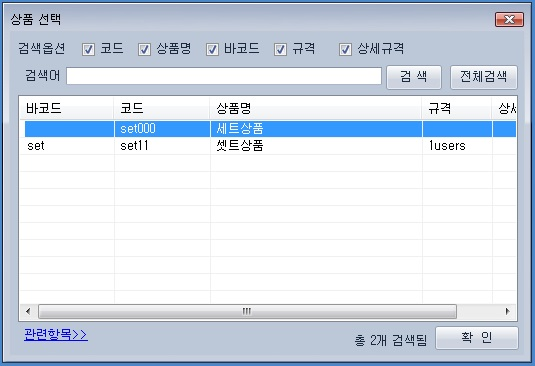 상품 선택
검색옵션 코드 상품명 바코드 규격 상세규격
검색어 검 색 전체검색
바코드 코드 상품명 규격 상세
set000 세트상품
set set11 셋트상품 1users
관련항목>> 총 2개 검색됨 확 인